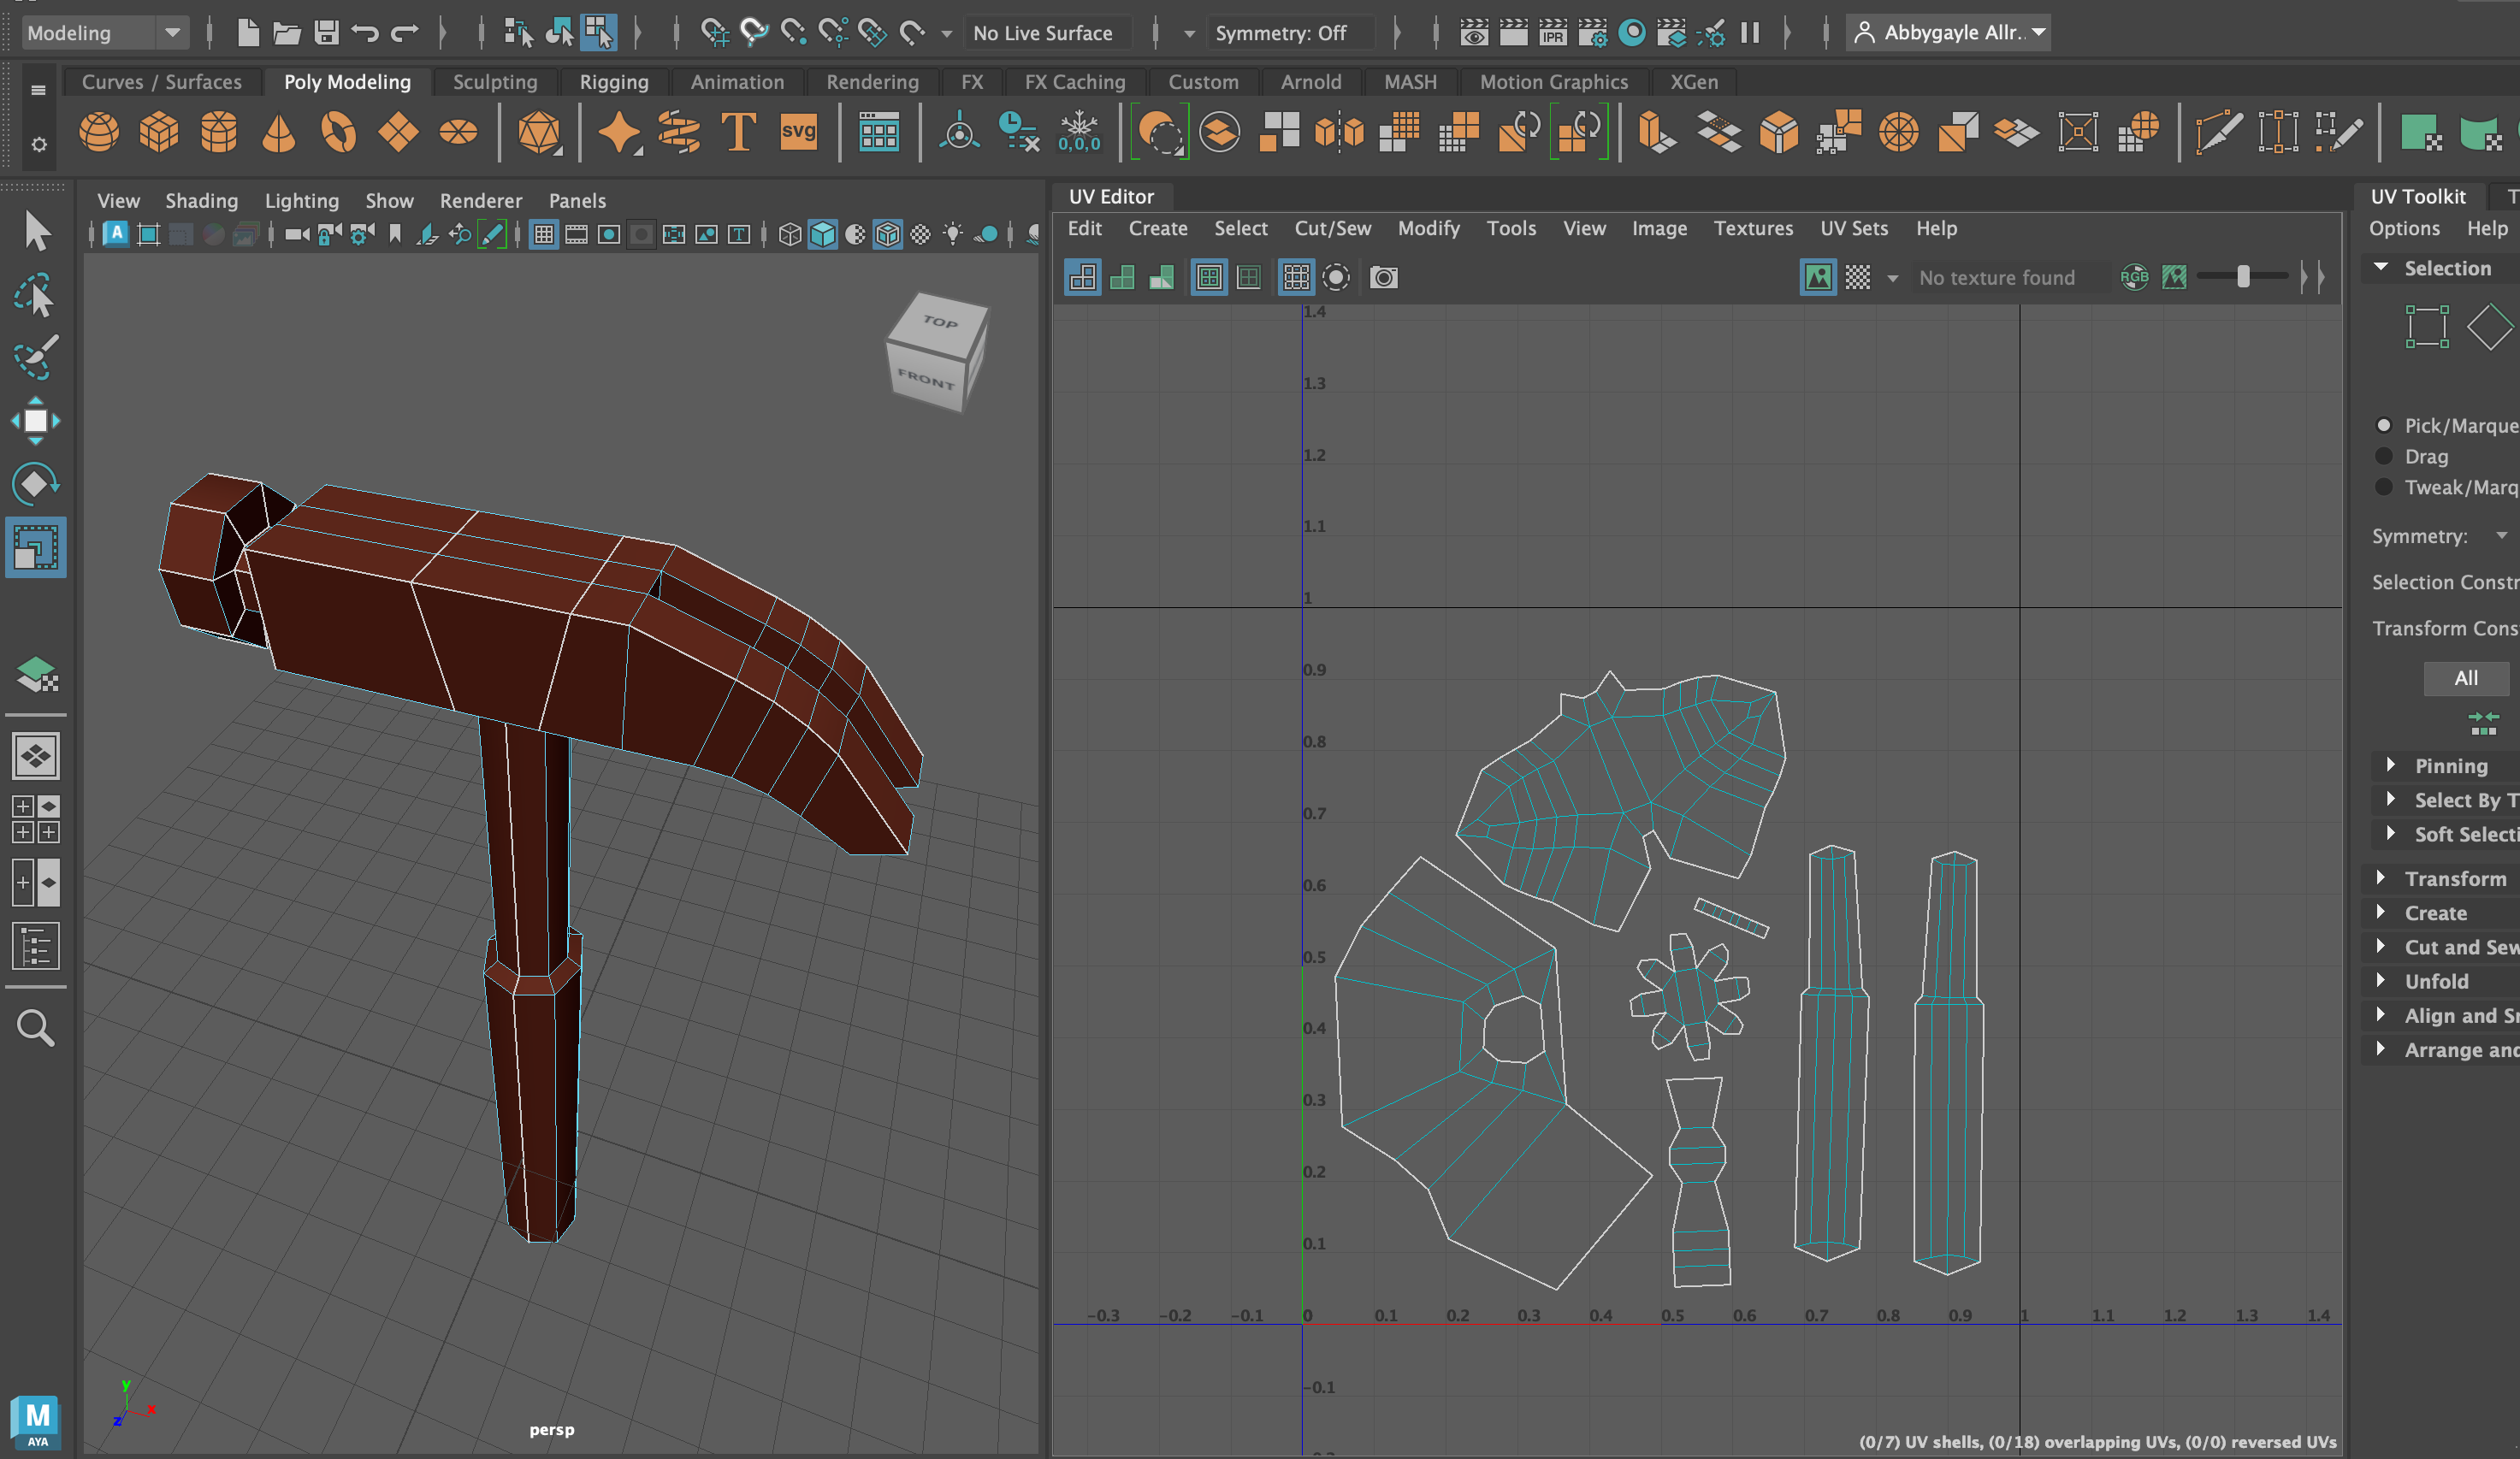 Modeling
No Live Surface
Symmetry: Off
IPR
Abbygayle Allr..
Curves / Surfaces
Poly Modeling
Sculpting
Rigging
Animation
Rendering
FX
FX Caching
Custom
Arnold
MASH
Motion Graphics
XGen
T
svg
0,0,0
View
Shading
Lighting
Show
Renderer
Panels
A
T
TOP
FRONT
y
x
z
persp
M
AYA
UV Editor
Edit
Create
Select
Cut/Sew
Modify
Tools
View
Image
Textures
UV Sets
Help
No texture found
RGB
1.4
1.3
1.2
1.1
1
0.9
0.8
0.7
0.6
0.5
0.4
0.3
0.2
0.1
-0.3
-0.2
-0.1
0
0.1
0.2
0.3
0.4
0.5
0.6
0.7
0.8
0.9
1
1.1
1.2
1.3
1.4
-0.1
(0/7) UV shells, (0/18) overlapping UVs, (0/0) reversed UVs
UV Toolkit
T
Options
Help
Selection
Pick/Marque
Drag
Tweak/Marq
Symmetry:
Selection Constr
Transform Cons
All
Pinning
Select By T
Soft Selecti
Transform
Create
Cut and Sew
Unfold
Align and Sn
Arrange and